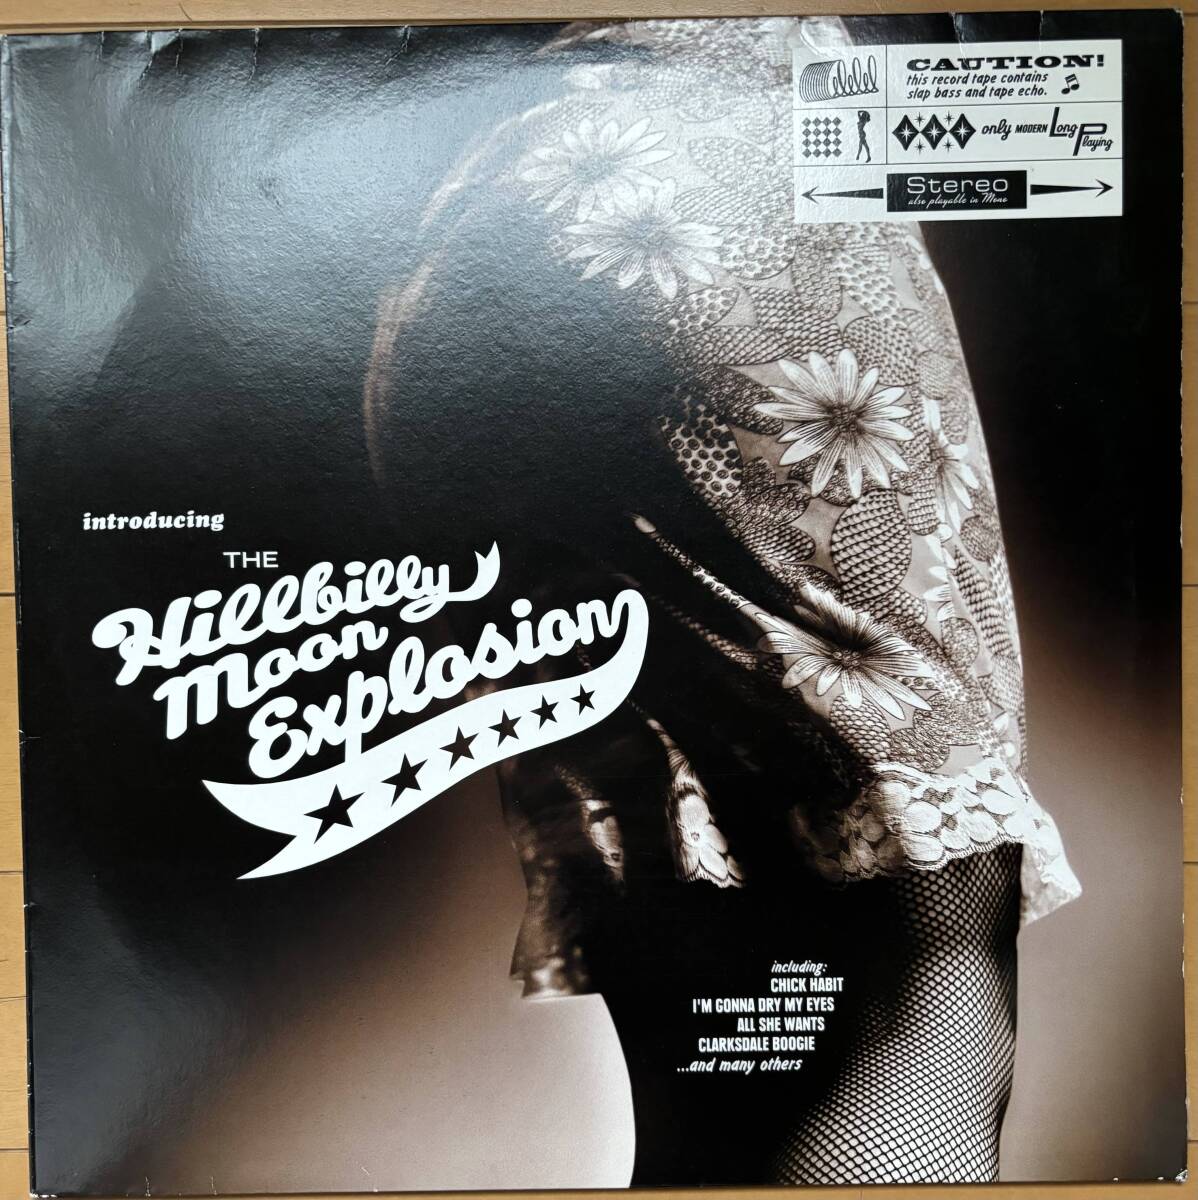 CAUTION!
this record tape contains
slap bass and tape echo.
only MODERN Long Playing
Stereo
also playable in Mono
introducing
THE
Hillbilly
Moon
Explosion
including:
CHICK HABIT
I'M GONNA DRY MY EYES
ALL SHE WANTS
CLARKSDALE BOOGIE
...and many others